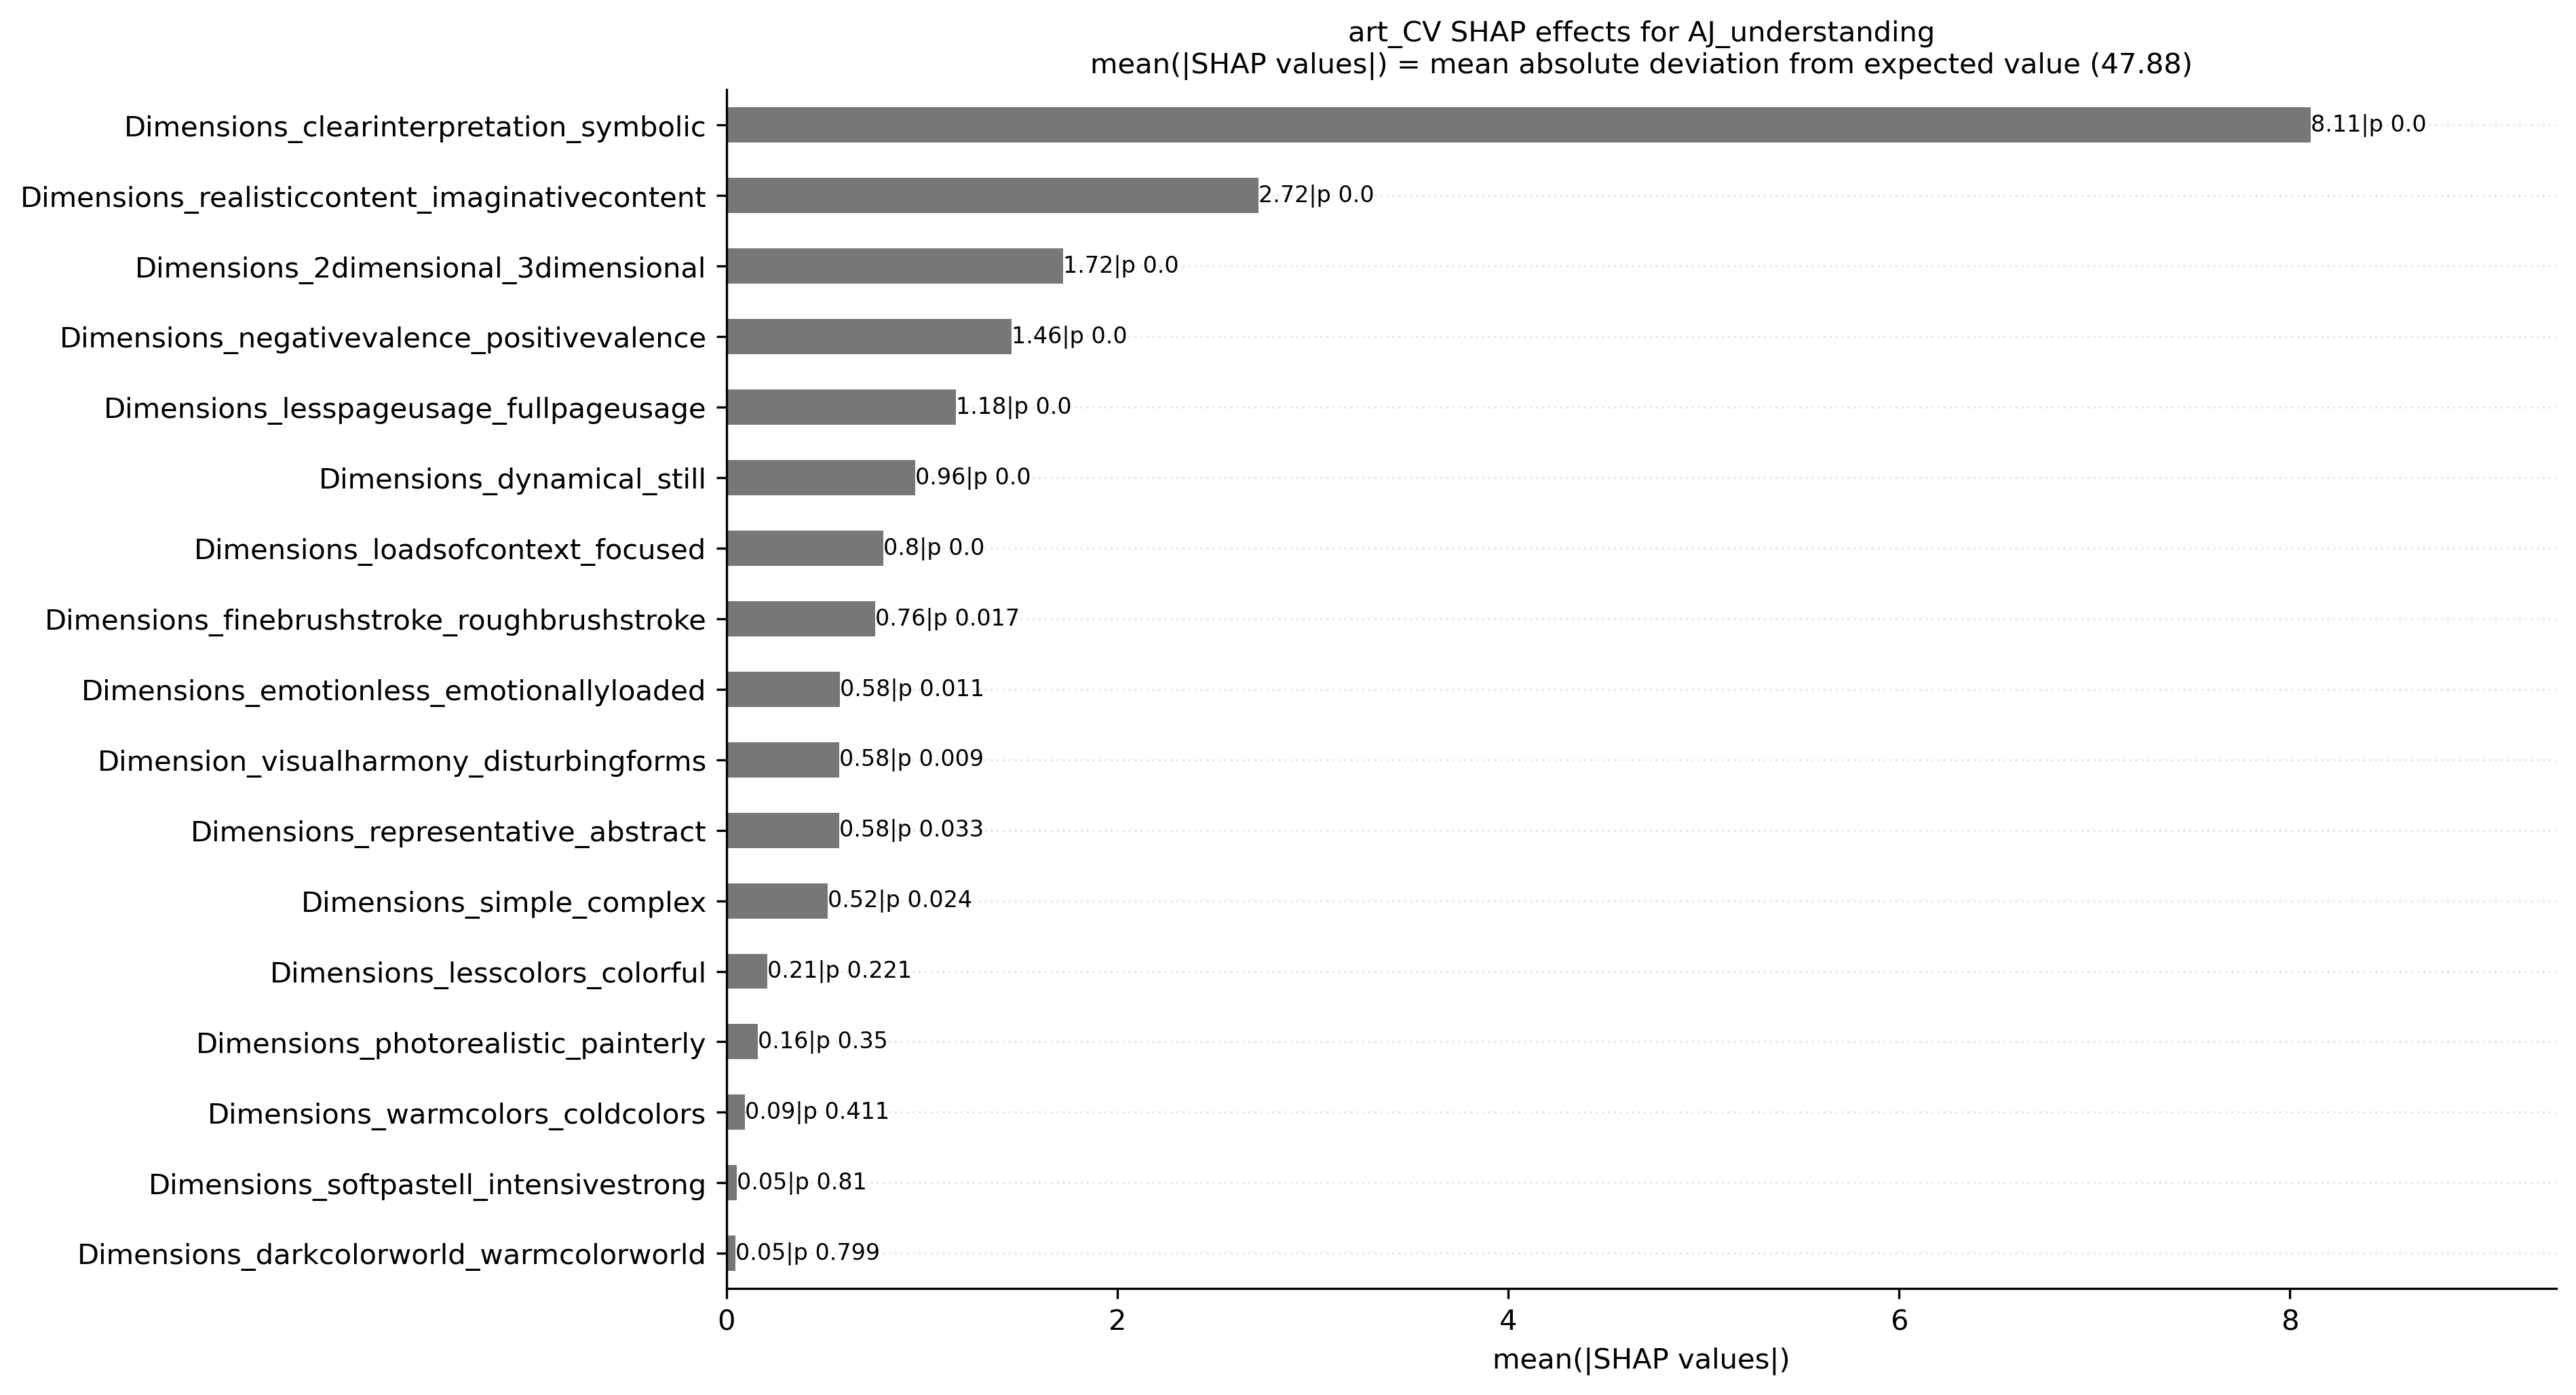 art_CV SHAP effects for AJ_understanding
mean(|SHAP values|) = mean absolute deviation from expected value (47.88)
Dimensions_clearinterpretation_symbolic 8.11|p 0.0
Dimensions_realisticcontent_imaginativecontent 2.72|p 0.0
Dimensions_2dimensional_3dimensional 1.72|p 0.0
Dimensions_negativevalence_positivevalence 1.46|p 0.0
Dimensions_lesspageusage_fullpageusage 1.18|p 0.0
Dimensions_dynamical_still 0.96|p 0.0
Dimensions_loadsofcontext_focused 0.8|p 0.0
Dimensions_finebrushstroke_roughbrushstroke 0.76|p 0.017
Dimensions_emotionless_emotionallyloaded 0.58|p 0.011
Dimension_visualharmony_disturbingforms 0.58|p 0.009
Dimensions_representative_abstract 0.58|p 0.033
Dimensions_simple_complex 0.52|p 0.024
Dimensions_lesscolors_colorful 0.21|p 0.221
Dimensions_photorealistic_painterly 0.16|p 0.35
Dimensions_warmcolors_coldcolors 0.09|p 0.411
Dimensions_softpastell_intensivestrong 0.05|p 0.81
Dimensions_darkcolorworld_warmcolorworld 0.05|p 0.799
0 2 4 6 8
mean(|SHAP values|)